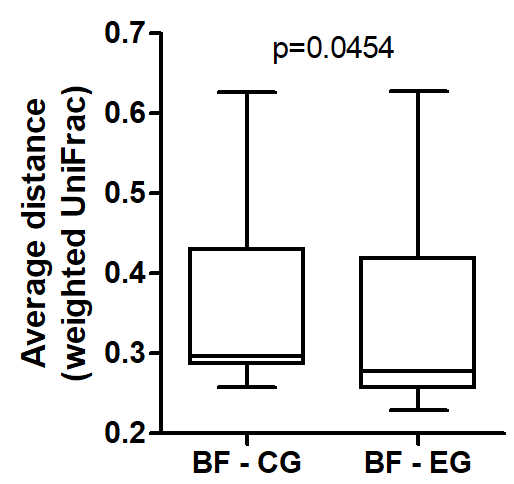 p=0.0454
Average distance
(weighted UniFrac)
0.7
0.6
0.5
0.4
0.3
0.2
BF - CG
BF - EG